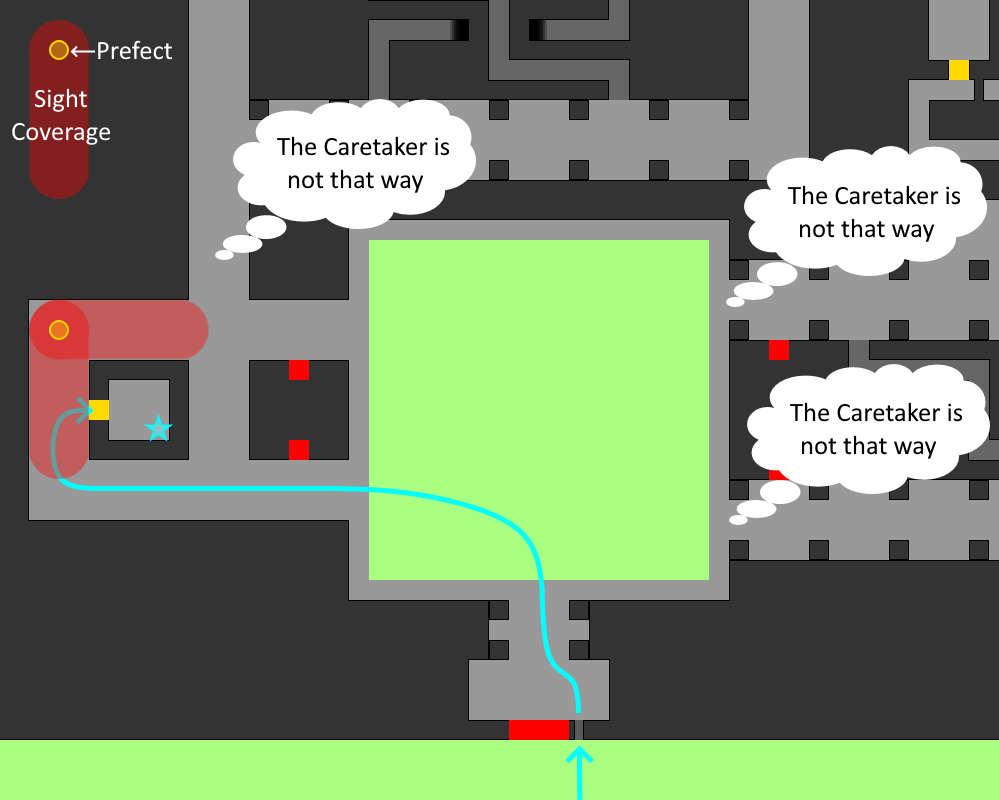 ←Prefect
Sight
Coverage
The Caretaker is
not that way
The Caretaker is
not that way
The Caretaker is
not that way